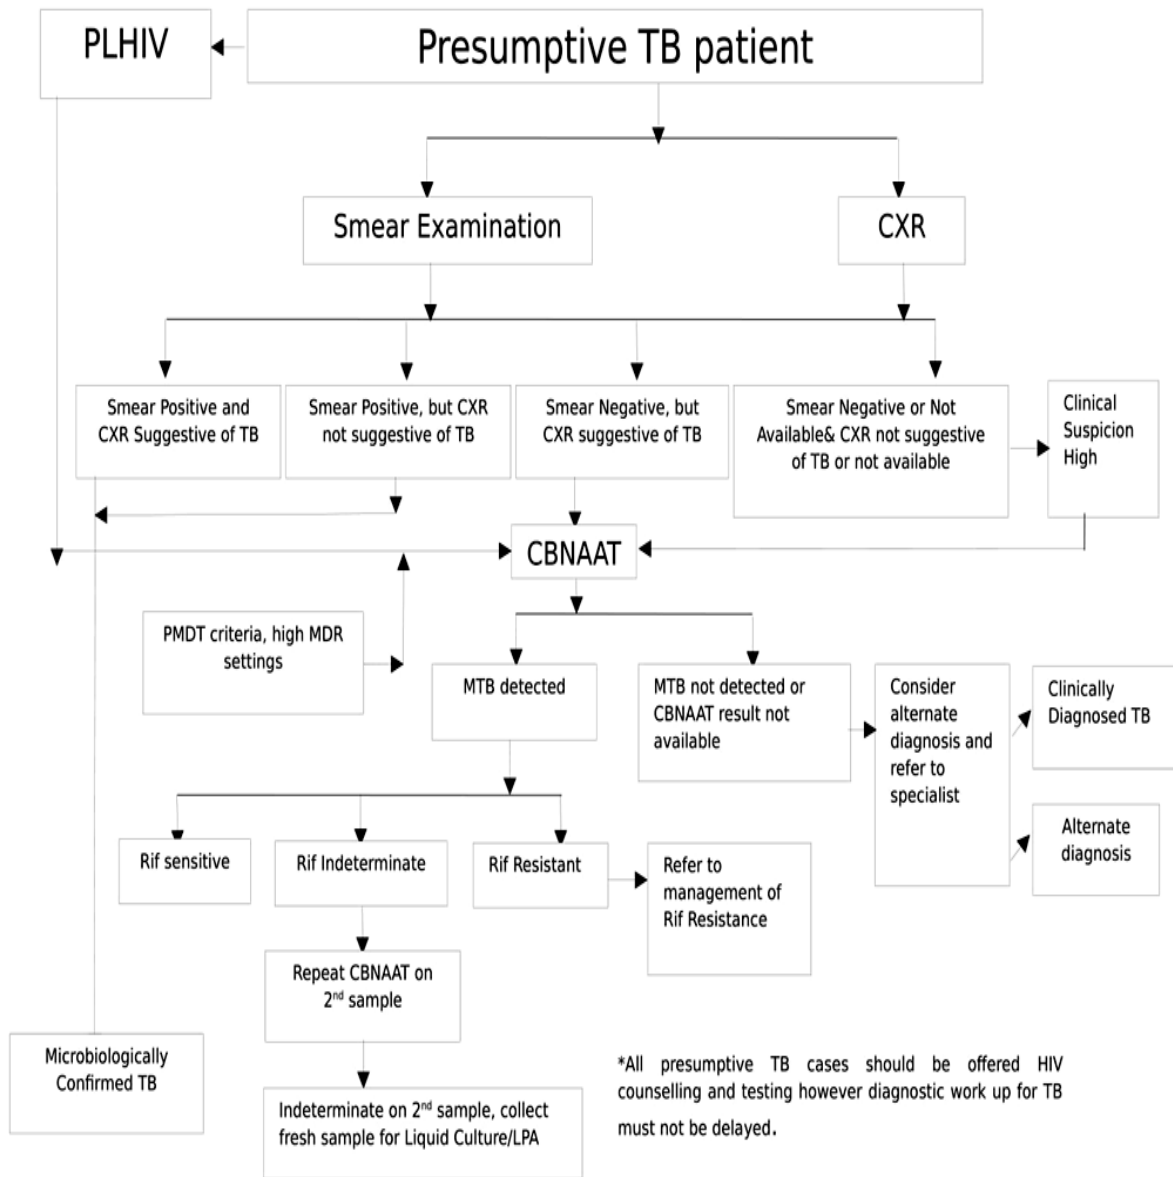 PLHIV
Presumptive TB patient
Smear Examination
CXR
Smear Positive and
CXR Suggestive of TB
Smear Positive, but CXR
not suggestive of TB
Smear Negative, but
CXR suggestive of TB
Smear Negative or Not
Available& CXR not suggestive
of TB or not available
Clinical
Suspicion
High
CBNAAT
PMDT criteria, high MDR
settings
MTB detected
MTB not detected or
CBNAAT result not
available
Consider
alternate
diagnosis and
refer to
specialist
Clinically
Diagnosed TB
Alternate
diagnosis
Rif sensitive
Rif Indeterminate
Rif Resistant
Refer to
management of
Rif Resistance
Repeat CBNAAT on
2nd sample
Microbiologically
Confirmed TB
Indeterminate on 2nd sample, collect
fresh sample for Liquid Culture/LPA
*All presumptive TB cases should be offered HIV
counselling and testing however diagnostic work up for TB
must not be delayed.